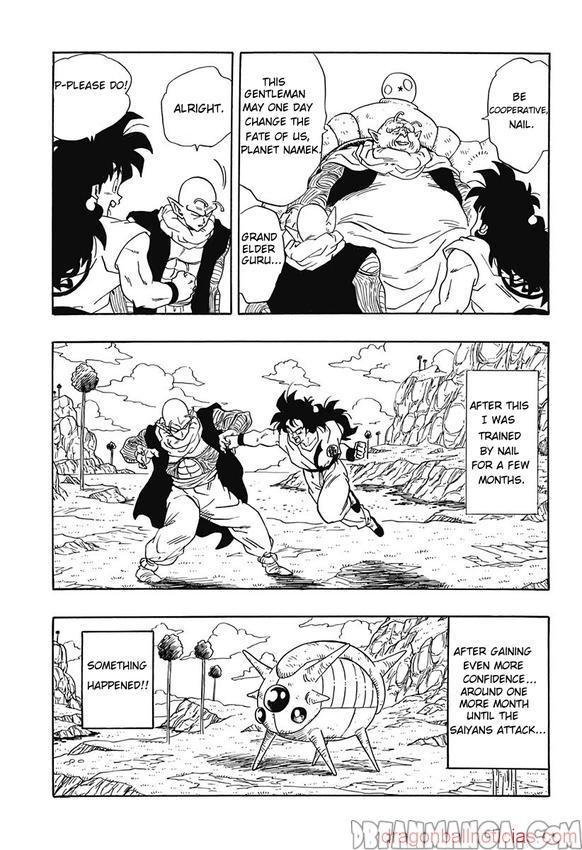 BE
COOPERATIVE,
NAIL.
THIS
GENTLEMAN
MAY ONE DAY
CHANGE THE
FATE OF US,
PLANET NAMEK.
GRAND
ELDER
GURU...
ALRIGHT.
P-PLEASE DO!
AFTER THIS
I WAS
TRAINED
BY NAIL
FOR A FEW
MONTHS.
AFTER GAINING
EVEN MORE
CONFIDENCE...
AROUND ONE
MORE MONTH
UNTIL THE
SAIYANS ATTACK...
SOMETHING
HAPPENED!!
DBFANMANGA.COM
dragonballnoticias.com